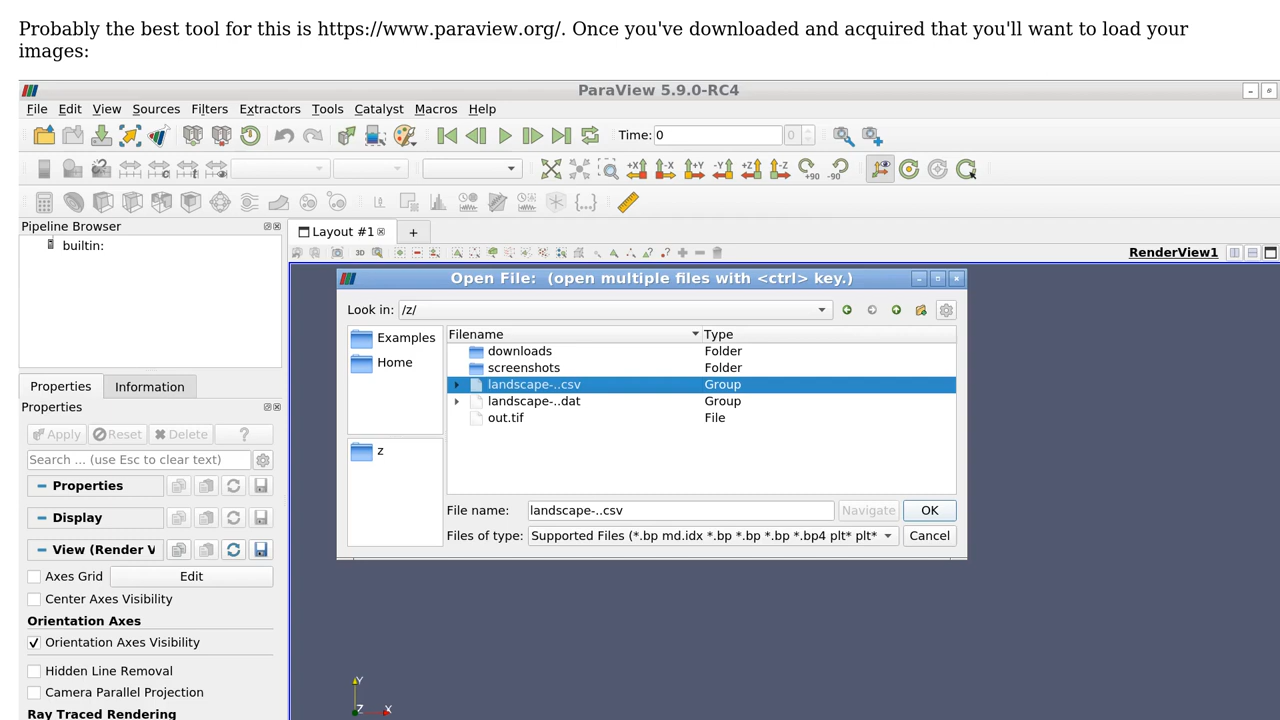 Probably the best tool for this is https://www.paraview.org/. Once you've downloaded and acquired that you'll want to load your
images:
ParaView 5.9.0-RC4
File Edit View Sources Filters Extractors Tools Catalyst Macros Help
Time: 0 0
+X -X +Y -Y +Z -Z +90 -90
Pipeline Browser
builtin:
Layout #1 +
3D RenderView1
Open File: (open multiple files with <ctrl> key.)
Look in: /z/
Examples
Home
z
Filename Type
downloads Folder
screenshots Folder
landscape-..csv Group
landscape-..dat Group
out.tif File
File name: landscape-..csv Navigate OK
Files of type: Supported Files (*.bp md.idx *.bp *.bp *.bp *.bp4 plt* plt* Cancel
Properties Information
Properties
Apply Reset Delete ?
Search ... (use Esc to clear text)
Properties
Display
View (Render V
Axes Grid Edit
Center Axes Visibility
Orientation Axes
Orientation Axes Visibility
Hidden Line Removal
Camera Parallel Projection
Ray Traced Rendering
Y
Z X